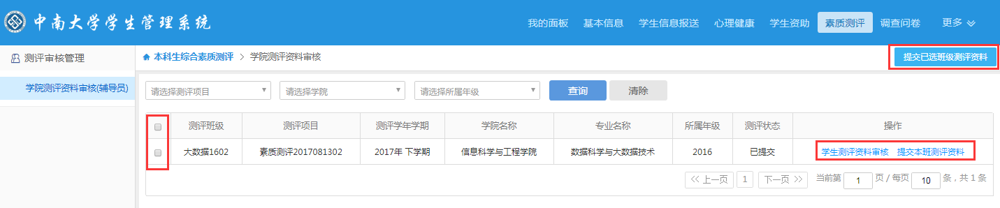 中南大学学生管理系统
我的面板 基本信息 学生信息报送 心理健康 学生资助 素质测评 调查问卷 更多
测评审核管理
本科生综合素质测评 > 学院测评资料审核
提交已选班级测评资料
学院测评资料审核(辅导员)
请选择测评项目 请选择学院 请选择所属年级 查询 清除
测评班级 测评项目 测评学年学期 学院名称 专业名称 所属年级 测评状态 操作
大数据1602 素质测评2017081302 2017年 下学期 信息科学与工程学院 数据科学与大数据技术 2016 已提交 学生测评资料审核 提交本班测评资料
上一页 1 下一页 当前第 1 页 / 每页 10 条 , 共 1 条